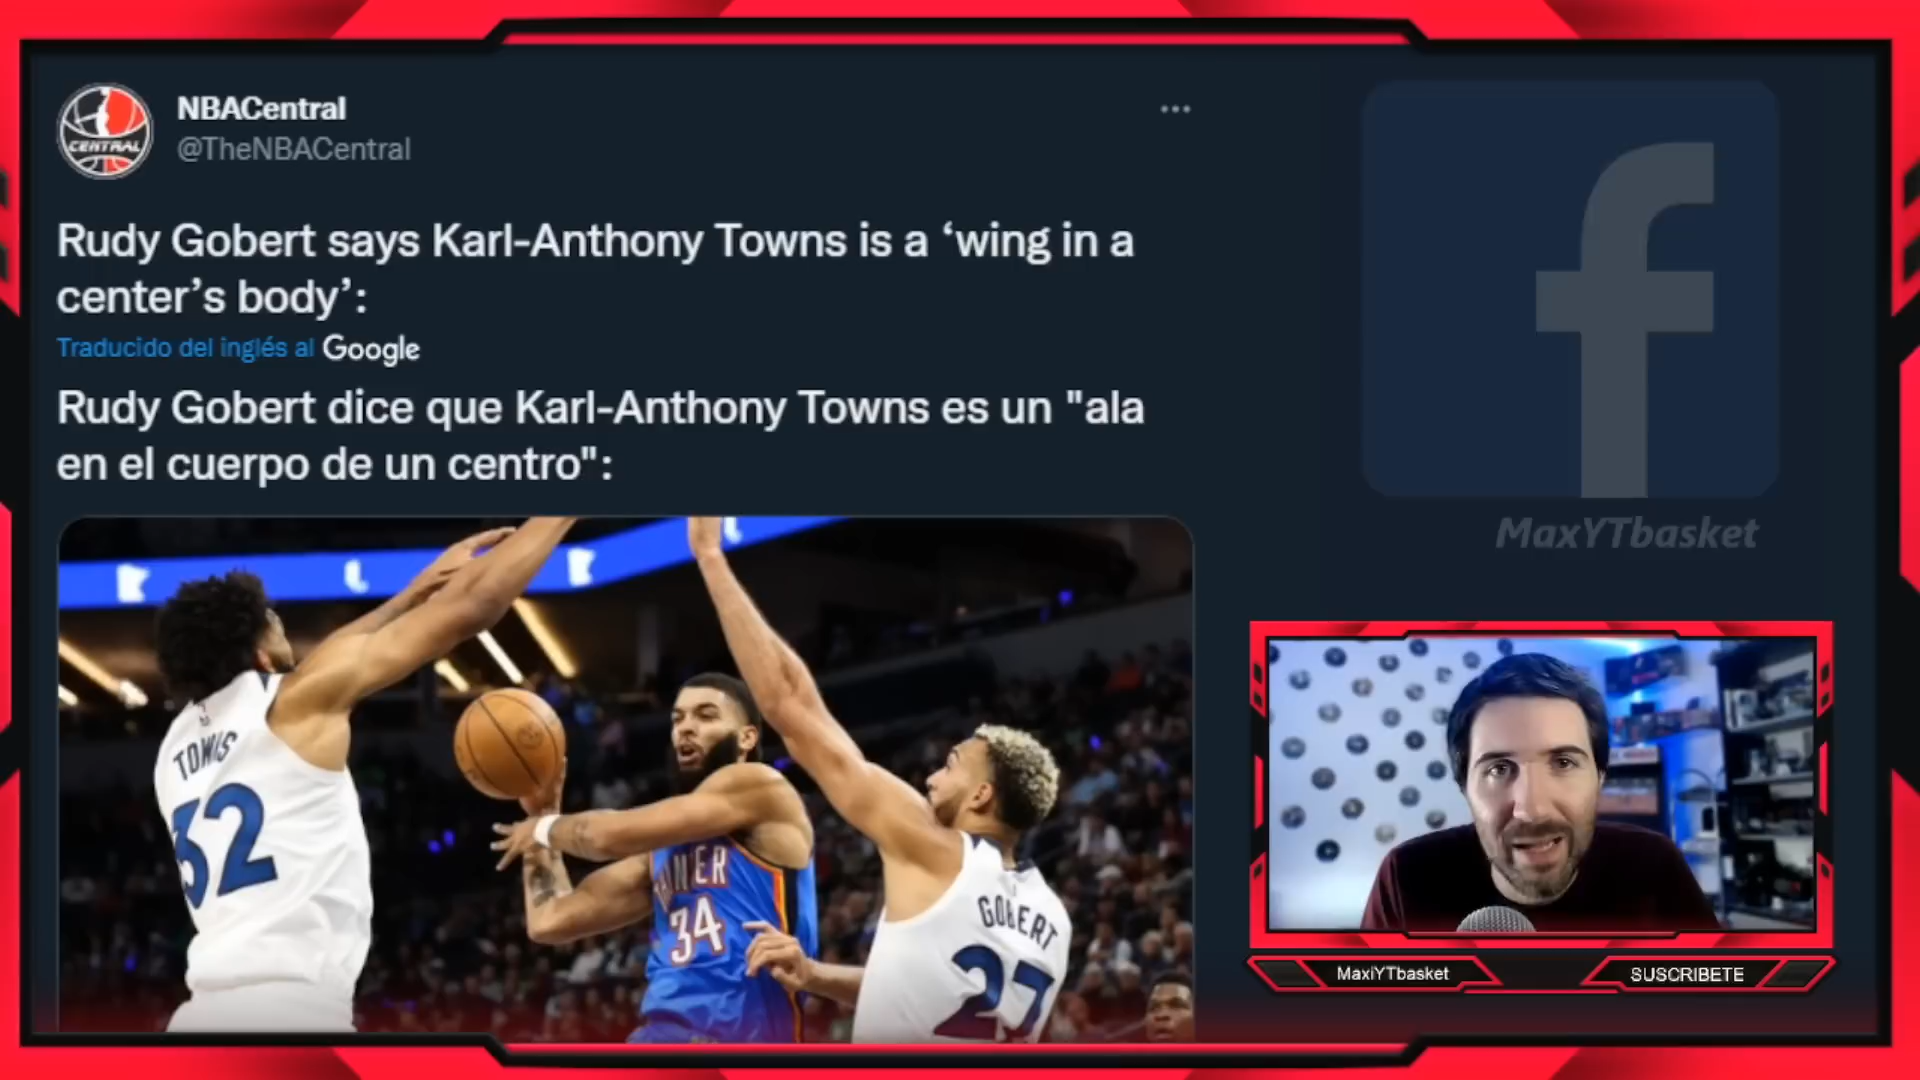 NBACentral
@TheNBACentral
Rudy Gobert says Karl-Anthony Towns is a ‘wing in a
center’s body’:
Traducido del inglés al Google
Rudy Gobert dice que Karl-Anthony Towns es un "ala
en el cuerpo de un centro":
CENTRAL
TOWNS
32
34
GOBERT
27
f
MaxYTbasket
MaxiYTbasket
SUSCRIBETE